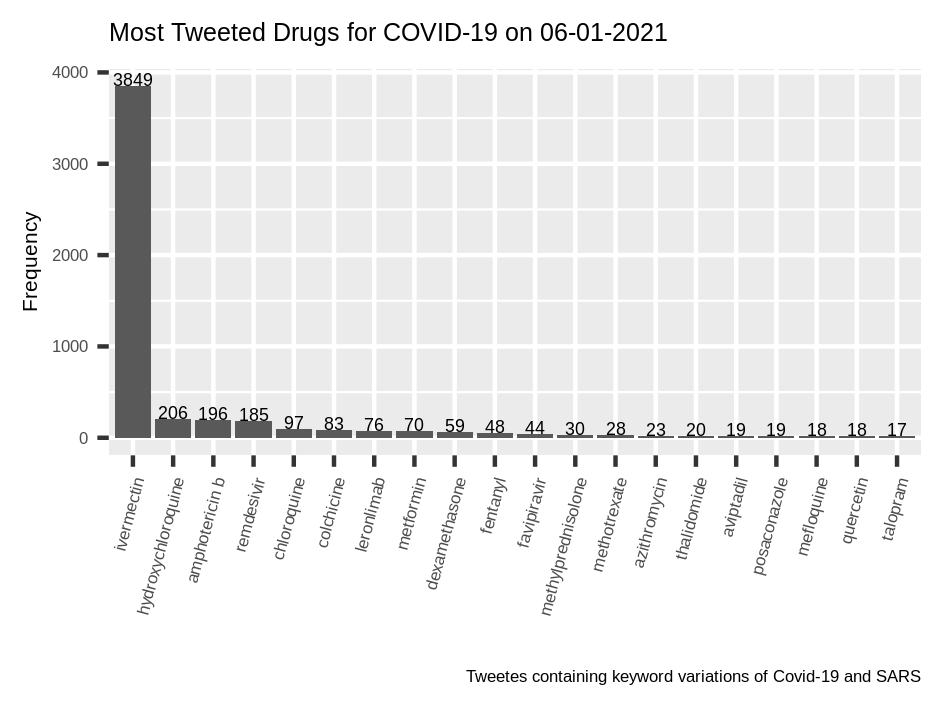 Most Tweeted Drugs for COVID-19 on 06-01-2021
Frequency
4000
3000
2000
1000
0
3849
206
196
185
97
83
76
70
59
48
44
30
28
23
20
19
19
18
18
17
ivermectin
hydroxychloroquine
amphotericin b
remdesivir
chloroquine
colchicine
leronlimab
metformin
dexamethasone
fentanyl
favipiravir
methylprednisolone
methotrexate
azithromycin
thalidomide
aviptadil
posaconazole
mefloquine
quercetin
talopram
Tweetes containing keyword variations of Covid-19 and SARS